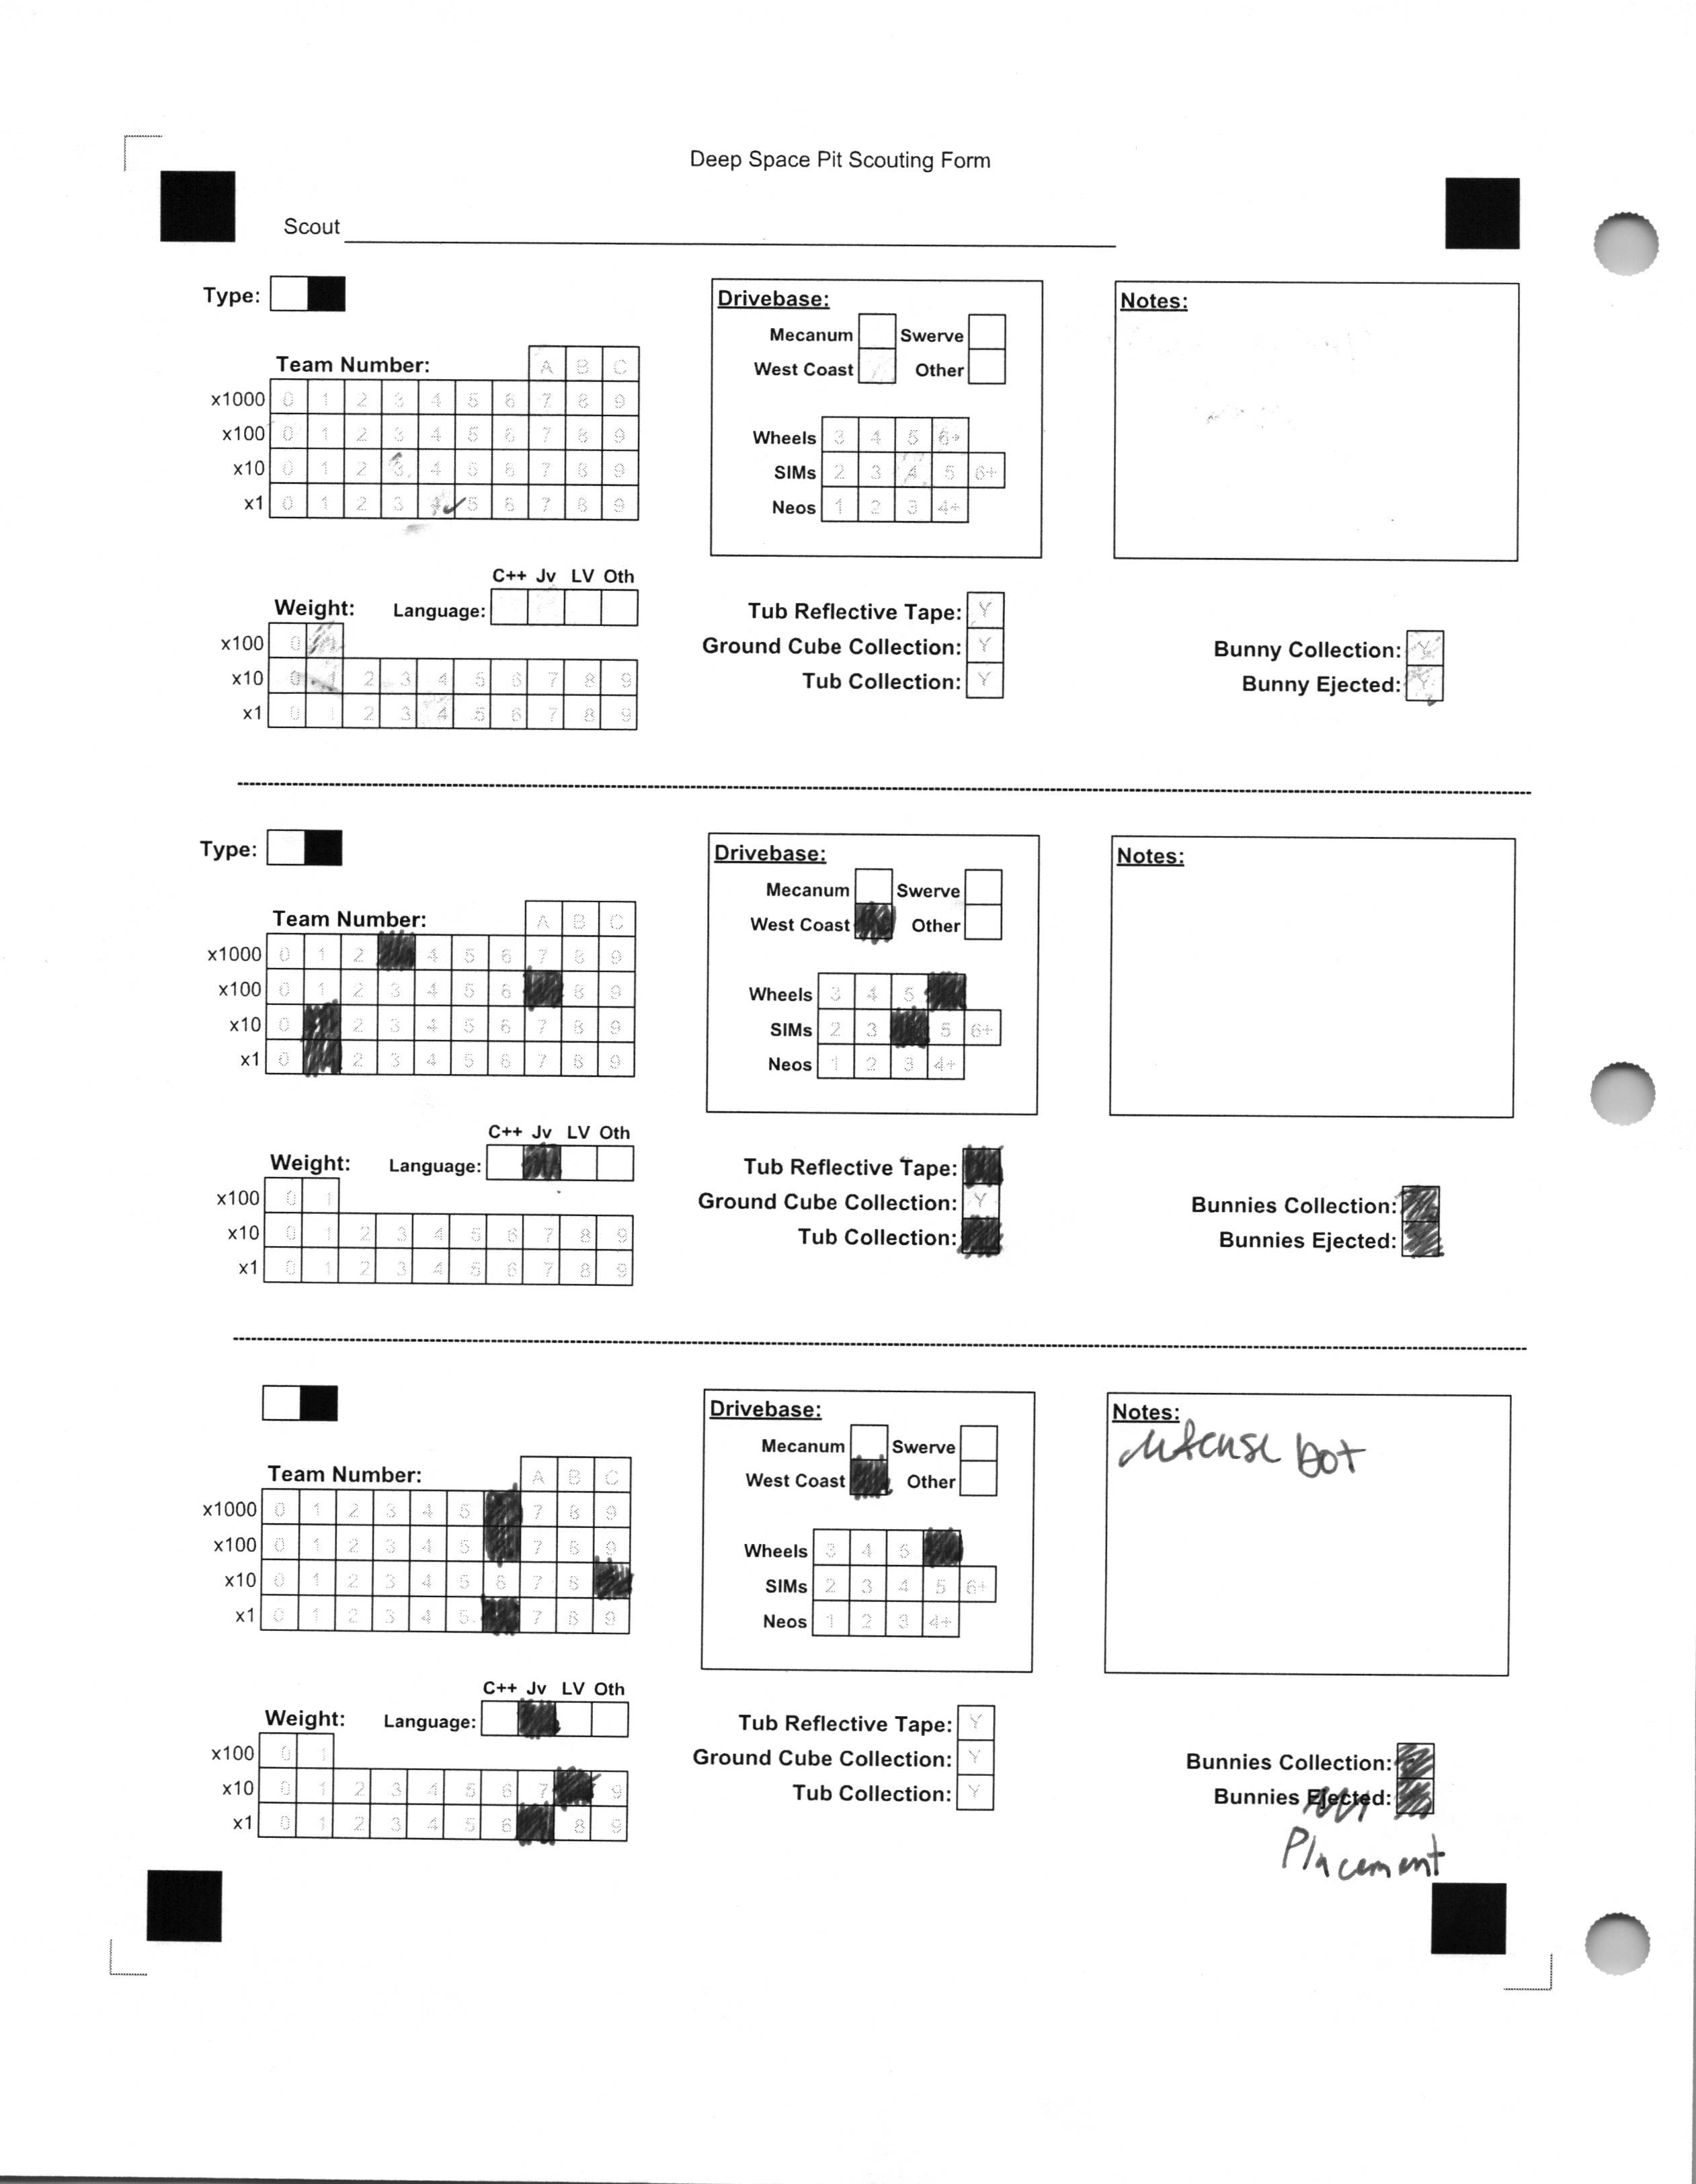 Deep Space Pit Scouting Form
Scout
Type:
Team Number:
A B C
x1000 0 1 2 3 4 5 6 7 8 9
x100 0 1 2 3 4 5 6 7 8 9
x10 0 1 2 3 4 5 6 7 8 9
x1 0 1 2 3 4 5 6 7 8 9
Drivebase:
Mecanum Swerve
West Coast Other
Wheels 3 4 5 6+
SIMs 2 3 4 5 6+
Neos 1 2 3 4+
Notes:
C++ Jv LV Oth
Weight: Language:
x100 0
x10 0 1 2 3 4 5 6 7 8 9
x1 0 1 2 3 4 5 6 7 8 9
Tub Reflective Tape: Y
Ground Cube Collection: Y
Tub Collection: Y
Bunny Collection: Y
Bunny Ejected: Y
Type:
Team Number:
A B C
x1000 0 1 2 4 5 6 7 8 9
x100 0 1 2 3 4 5 6 8 9
x10 0 2 3 4 5 6 7 8 9
x1 0 2 3 4 5 6 7 8 9
Drivebase:
Mecanum Swerve
West Coast Other
Wheels 3 4 5
SIMs 2 3 5 6+
Neos 1 2 3 4+
Notes:
C++ Jv LV Oth
Weight: Language:
x100 0 1
x10 0 1 2 3 4 5 6 7 8 9
x1 0 1 2 3 4 5 6 7 8 9
Tub Reflective Tape:
Ground Cube Collection: Y
Tub Collection:
Bunnies Collection:
Bunnies Ejected:
Team Number:
A B C
x1000 0 1 2 3 4 5 7 8 9
x100 0 1 2 3 4 5 7 8 9
x10 0 1 2 3 4 5 6 7 8
x1 0 1 2 3 4 5 7 8 9
Drivebase:
Mecanum Swerve
West Coast Other
Wheels 3 4 5
SIMs 2 3 4 5 6+
Neos 1 2 3 4+
Notes:
defense bot
C++ Jv LV Oth
Weight: Language:
x100 0 1
x10 0 1 2 3 4 5 6 7 9
x1 0 1 2 3 4 5 6 8 9
Tub Reflective Tape: Y
Ground Cube Collection: Y
Tub Collection: Y
Bunnies Collection:
Bunnies Ejected:
Placement